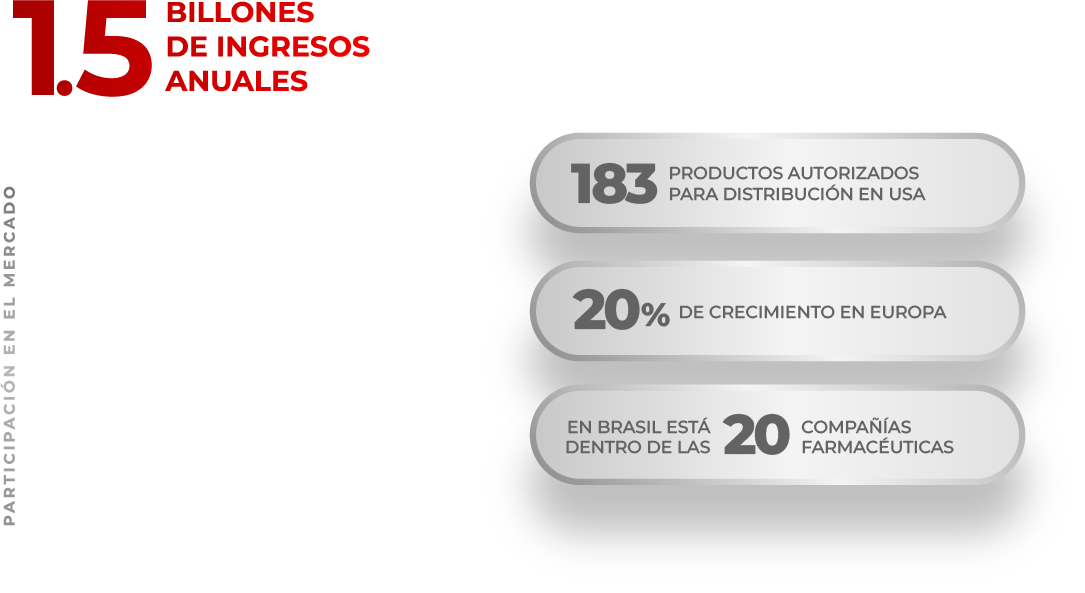 1.5 BILLONES
DE INGRESOS
ANUALES
PARTICIPACIÓN EN EL MERCADO
183 PRODUCTOS AUTORIZADOS
PARA DISTRIBUCIÓN EN USA
20% DE CRECIMIENTO EN EUROPA
EN BRASIL ESTÁ
DENTRO DE LAS
20
COMPAÑÍAS
FARMACÉUTICAS